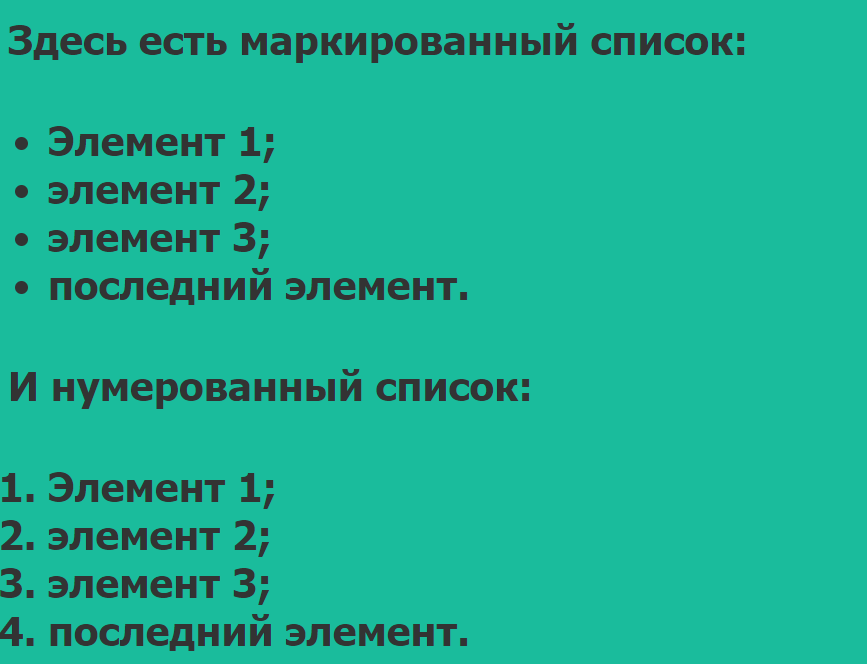 Здесь есть маркированный список:
• Элемент 1;
• элемент 2;
• элемент 3;
• последний элемент.
И нумерованный список:
1. Элемент 1;
2. элемент 2;
3. элемент 3;
4. последний элемент.